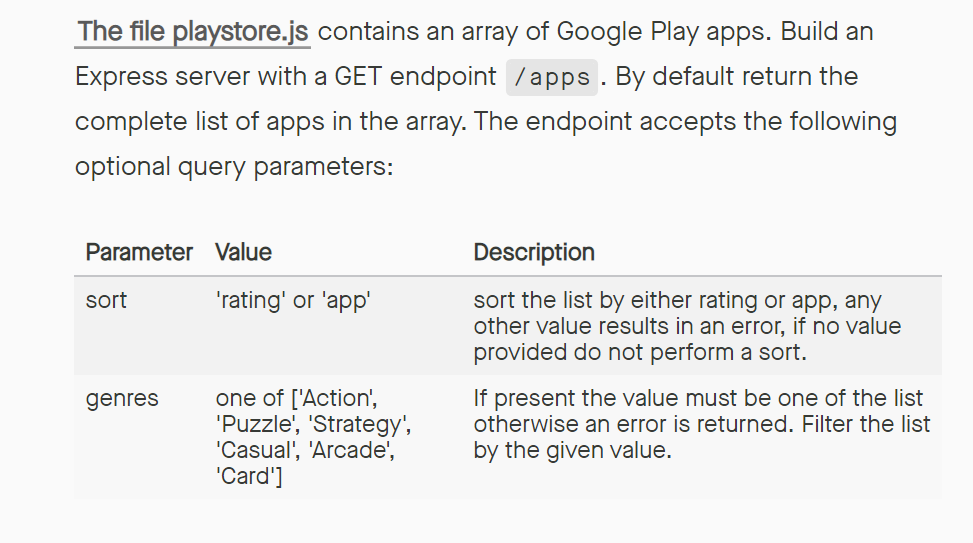 The file playstore.js contains an array of Google Play apps. Build an
Express server with a GET endpoint /apps . By default return the
complete list of apps in the array. The endpoint accepts the following
optional query parameters:
Parameter Value Description
sort 'rating' or 'app' sort the list by either rating or app, any
other value results in an error, if no value
provided do not perform a sort.
genres one of ['Action', If present the value must be one of the list
'Puzzle', 'Strategy', otherwise an error is returned. Filter the list
'Casual', 'Arcade', by the given value.
'Card']